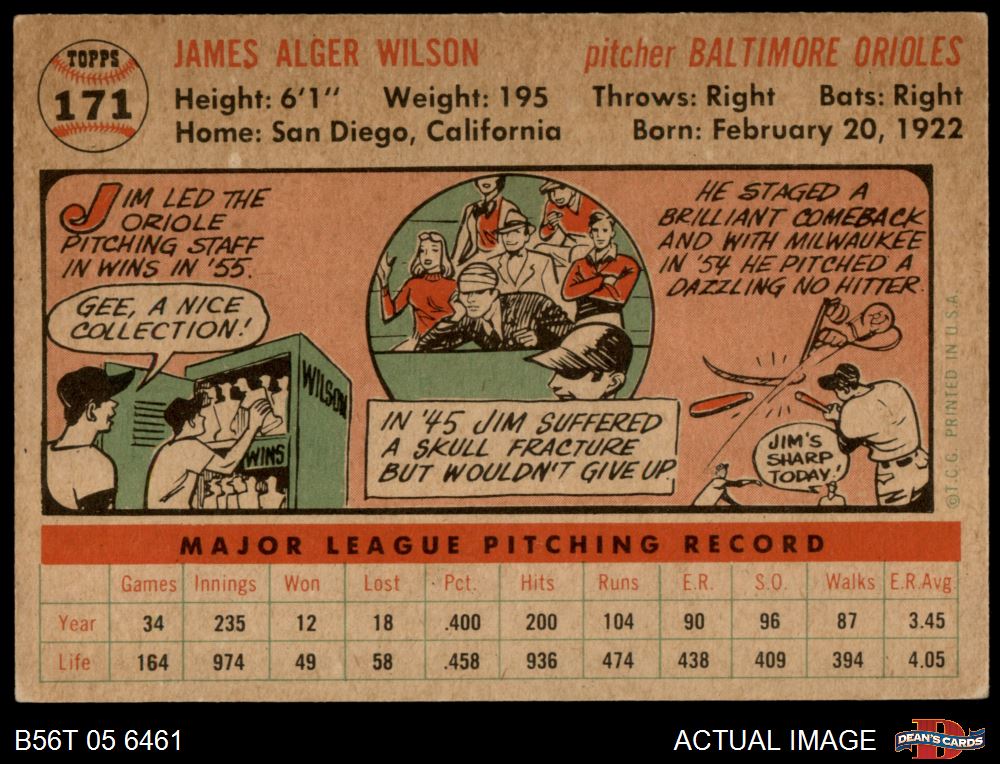 TOPPS
171
JAMES ALGER WILSON
pitcher BALTIMORE ORIOLES
Height: 6'1" Weight: 195 Throws: Right Bats: Right
Home: San Diego, California Born: February 20, 1922
JIM LED THE
ORIOLE
PITCHING STAFF
IN WINS IN '55.
GEE, A NICE
COLLECTION!
WILSON
WINS
IN '45 JIM SUFFERED
A SKULL FRACTURE
BUT WOULDN'T GIVE UP.
HE STAGED A
BRILLIANT COMEBACK
AND WITH MILWAUKEE
IN '54 HE PITCHED A
DAZZLING NO HITTER
JIM'S
SHARP
TODAY!
©T.C.G. PRINTED IN U.S.A.
MAJOR LEAGUE PITCHING RECORD
Games Innings Won Lost Pct. Hits Runs E.R. S.O. Walks E.R.Avg.
Year 34 235 12 18 .400 200 104 90 96 87 3.45
Life 164 974 49 58 .458 936 474 438 409 394 4.05
B56T 05 6461
ACTUAL IMAGE
DEAN'S CARDS